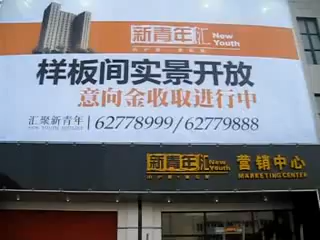 新青年汇 New Youth
样板间实景开放
意向金收取进行中
汇聚新青年 62778999/62779888
新青年汇 New Youth 营销中心
MARKETING CENTER